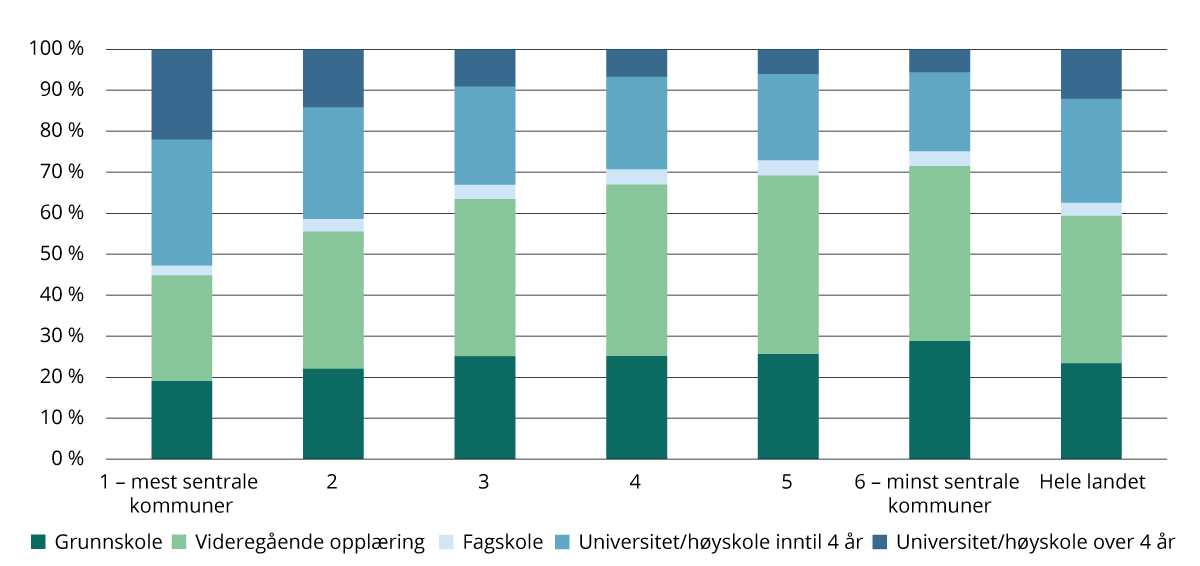 100 %
90 %
80 %
70 %
60 %
50 %
40 %
30 %
20 %
10 %
0 %
1 – mest sentrale kommuner
2
3
4
5
6 – minst sentrale kommuner
Hele landet
Grunnskole
Videregående opplæring
Fagskole
Universitet/høyskole inntil 4 år
Universitet/høyskole over 4 år